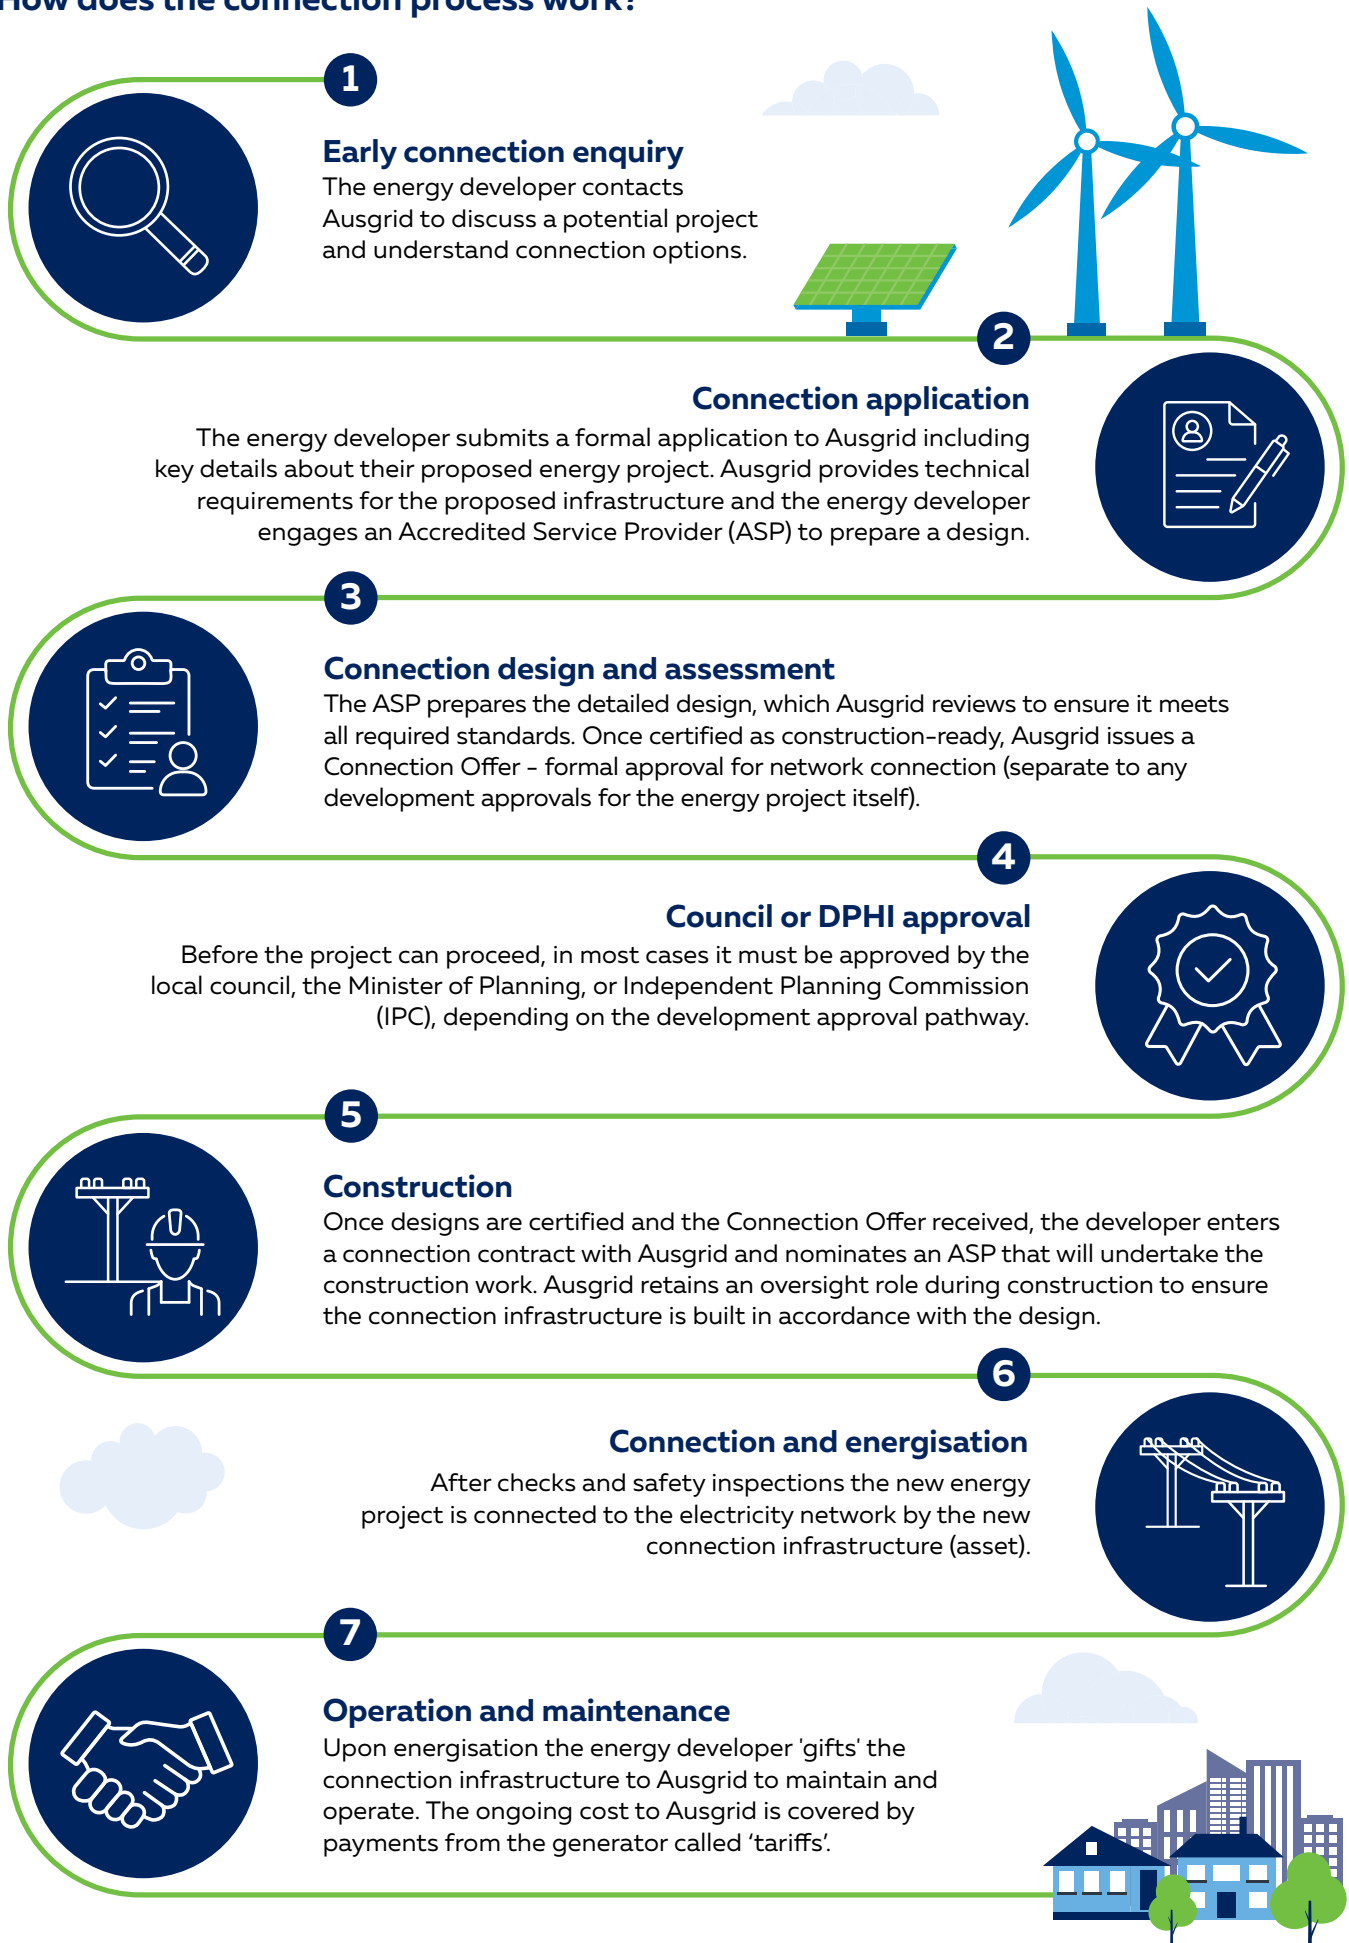 How does the connection process work?
1
Early connection enquiry
The energy developer contacts
Ausgrid to discuss a potential project
and understand connection options.
2
Connection application
The energy developer submits a formal application to Ausgrid including
key details about their proposed energy project. Ausgrid provides technical
requirements for the proposed infrastructure and the energy developer
engages an Accredited Service Provider (ASP) to prepare a design.
3
Connection design and assessment
The ASP prepares the detailed design, which Ausgrid reviews to ensure it meets
all required standards. Once certified as construction-ready, Ausgrid issues a
Connection Offer - formal approval for network connection (separate to any
development approvals for the energy project itself).
4
Council or DPHI approval
Before the project can proceed, in most cases it must be approved by the
local council, the Minister of Planning, or Independent Planning Commission
(IPC), depending on the development approval pathway.
5
Construction
Once designs are certified and the Connection Offer received, the developer enters
a connection contract with Ausgrid and nominates an ASP that will undertake the
construction work. Ausgrid retains an oversight role during construction to ensure
the connection infrastructure is built in accordance with the design.
6
Connection and energisation
After checks and safety inspections the new energy
project is connected to the electricity network by the new
connection infrastructure (asset).
7
Operation and maintenance
Upon energisation the energy developer 'gifts' the
connection infrastructure to Ausgrid to maintain and
operate. The ongoing cost to Ausgrid is covered by
payments from the generator called ‘tariffs’.